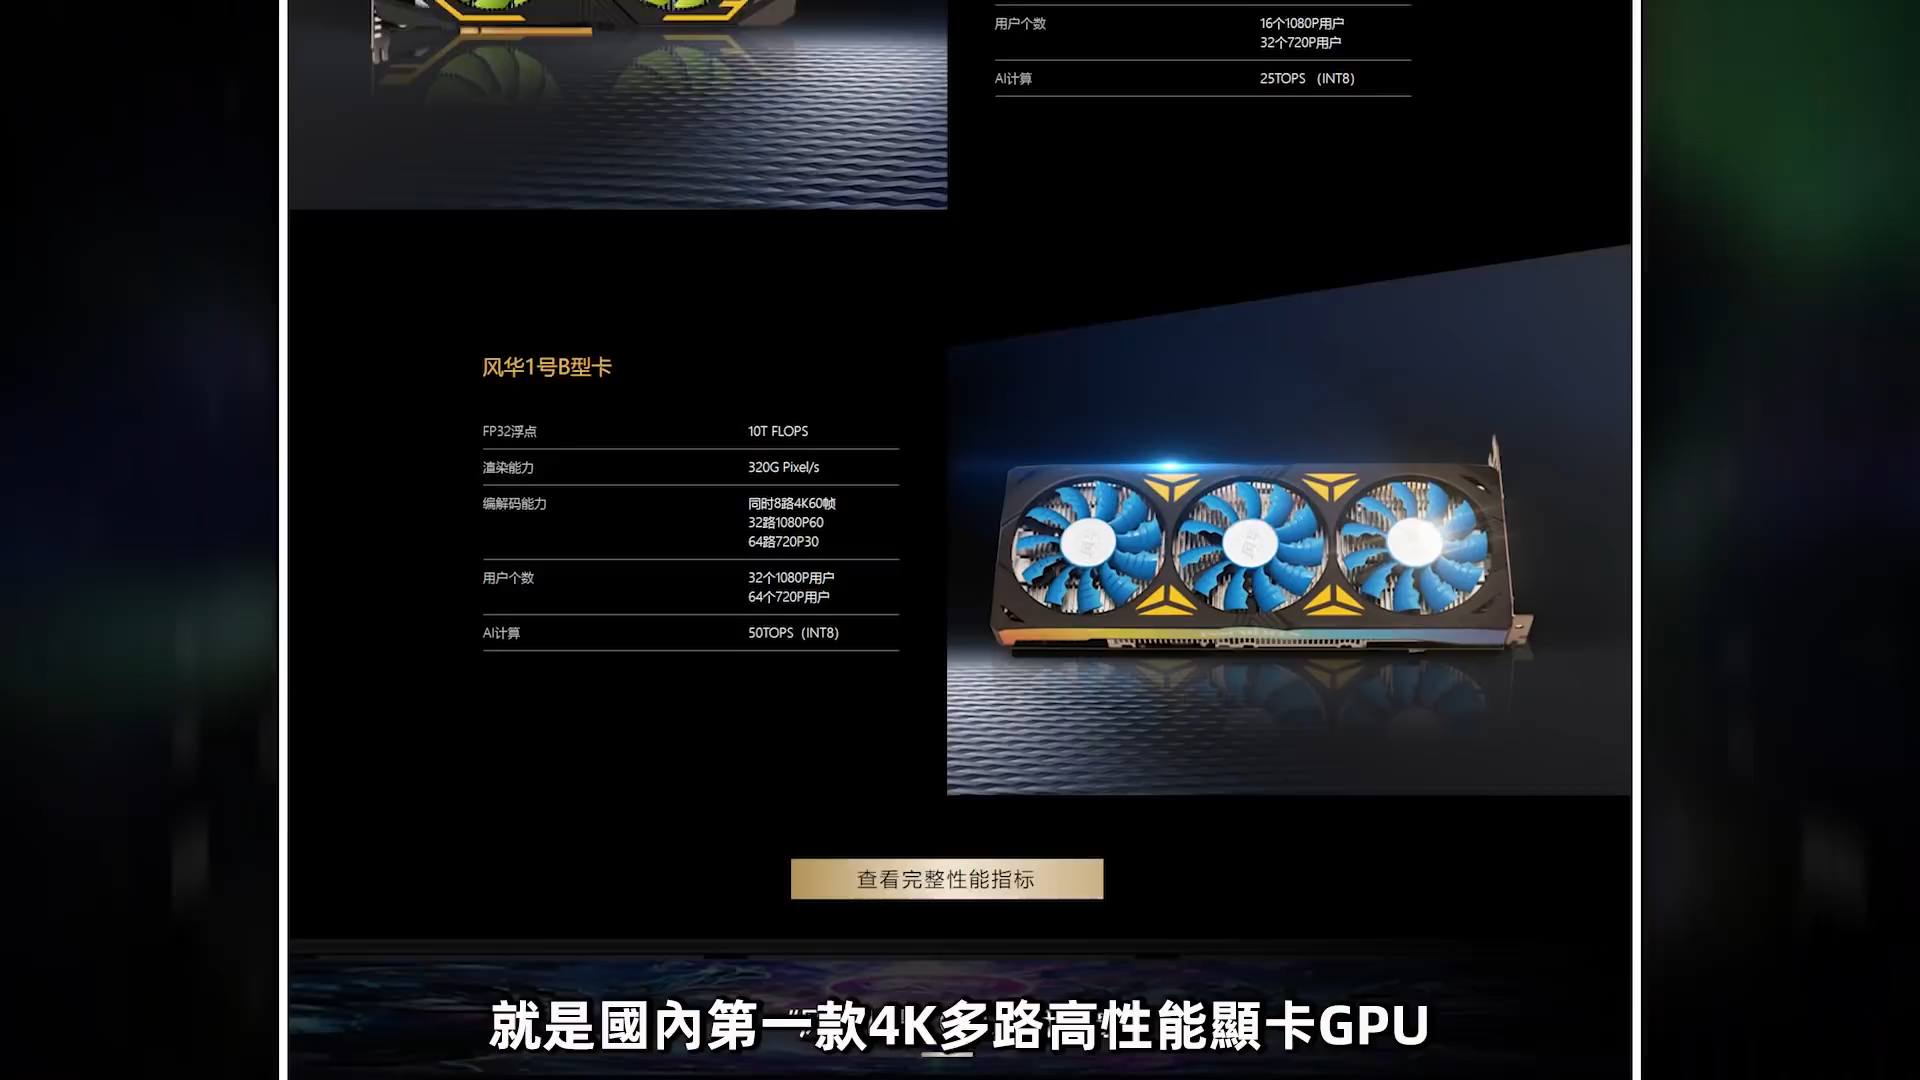 用户个数 16个1080P用户
32个720P用户
AI计算 25TOPS （INT8）
风华1号B型卡
FP32浮点 10T FLOPS
渲染能力 320G Pixel/s
编解码能力 同时8路4K60帧
32路1080P60
64路720P30
用户个数 32个1080P用户
64个720P用户
AI计算 50TOPS（INT8）
查看完整性能指标
就是國內第一款4K多路高性能顯卡GPU